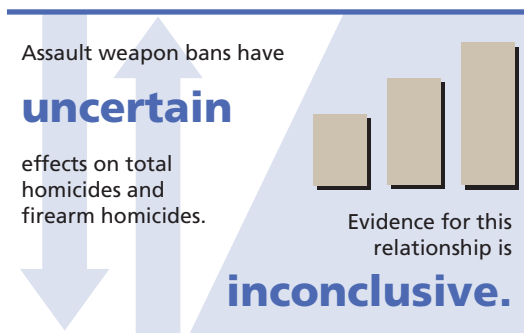 Assault weapon bans have
uncertain
effects on total
homicides and
firearm homicides.
Evidence for this
relationship is
inconclusive.